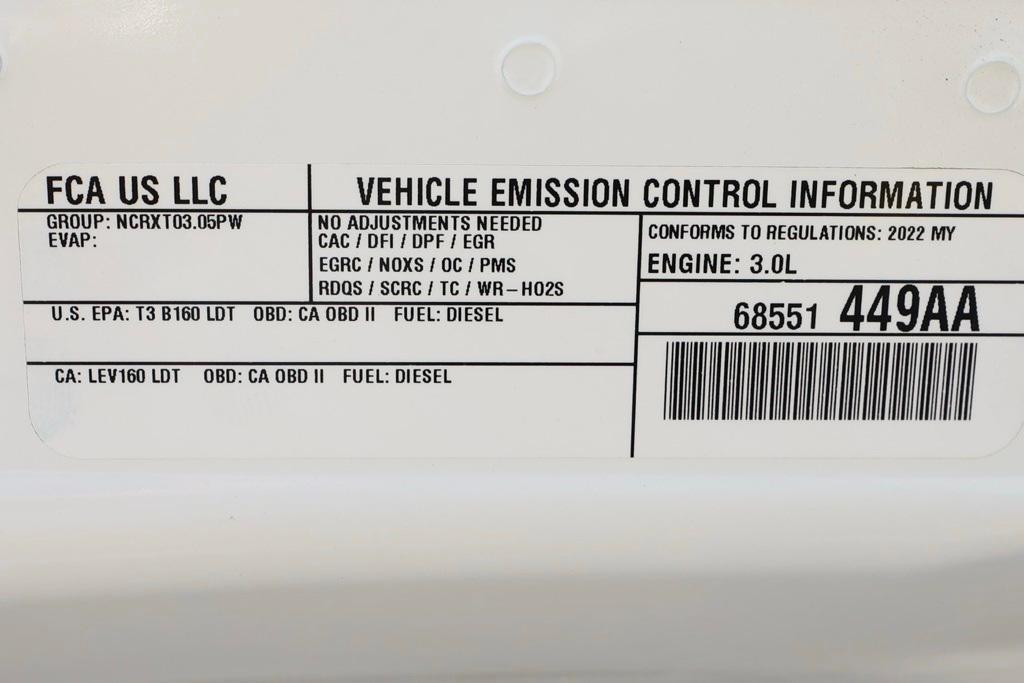 FCA US LLC
VEHICLE EMISSION CONTROL INFORMATION
GROUP: NCRXT03.05PW
EVAP:
NO ADJUSTMENTS NEEDED
CAC / DFI / DPF / EGR
EGRC / NOXS / OC / PMS
RDQS / SCRC / TC / WR-HO2S
CONFORMS TO REGULATIONS: 2022 MY
ENGINE: 3.0L
68551 449AA
U.S. EPA: T3 B160 LDT OBD: CA OBD II FUEL: DIESEL
CA: LEV160 LDT OBD: CA OBD II FUEL: DIESEL